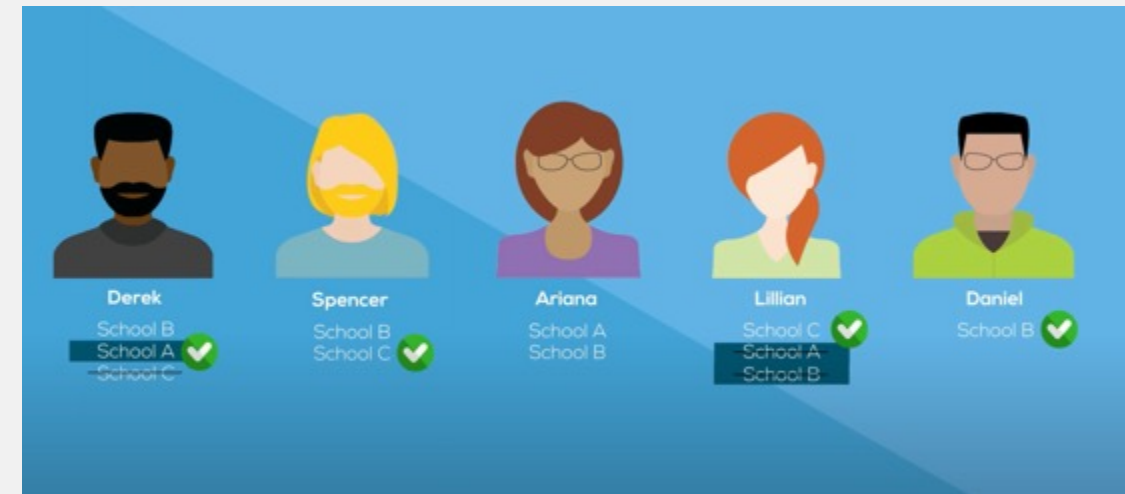 Derek
School B
School A
School C
Spencer
School B
School C
Ariana
School A
School B
Lillian
School C
School A
School B
Daniel
School B